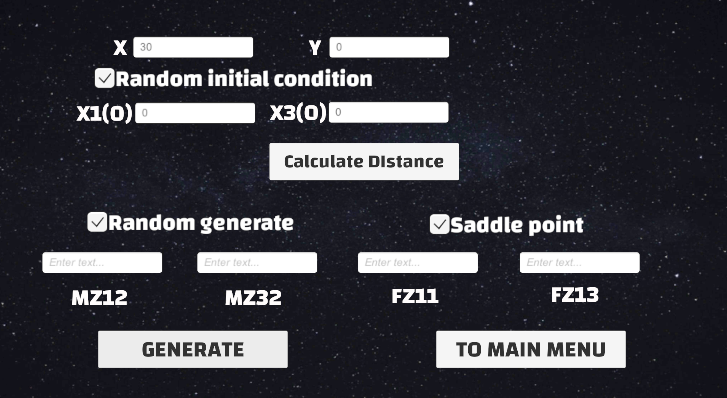 X 30 Y 0
Random initial condition
X1(0) 0 X3(0) 0
Calculate DIstance
Random generate Saddle point
Enter text... Enter text... Enter text... Enter text...
MZ12 MZ32 FZ11 FZ13
GENERATE TO MAIN MENU